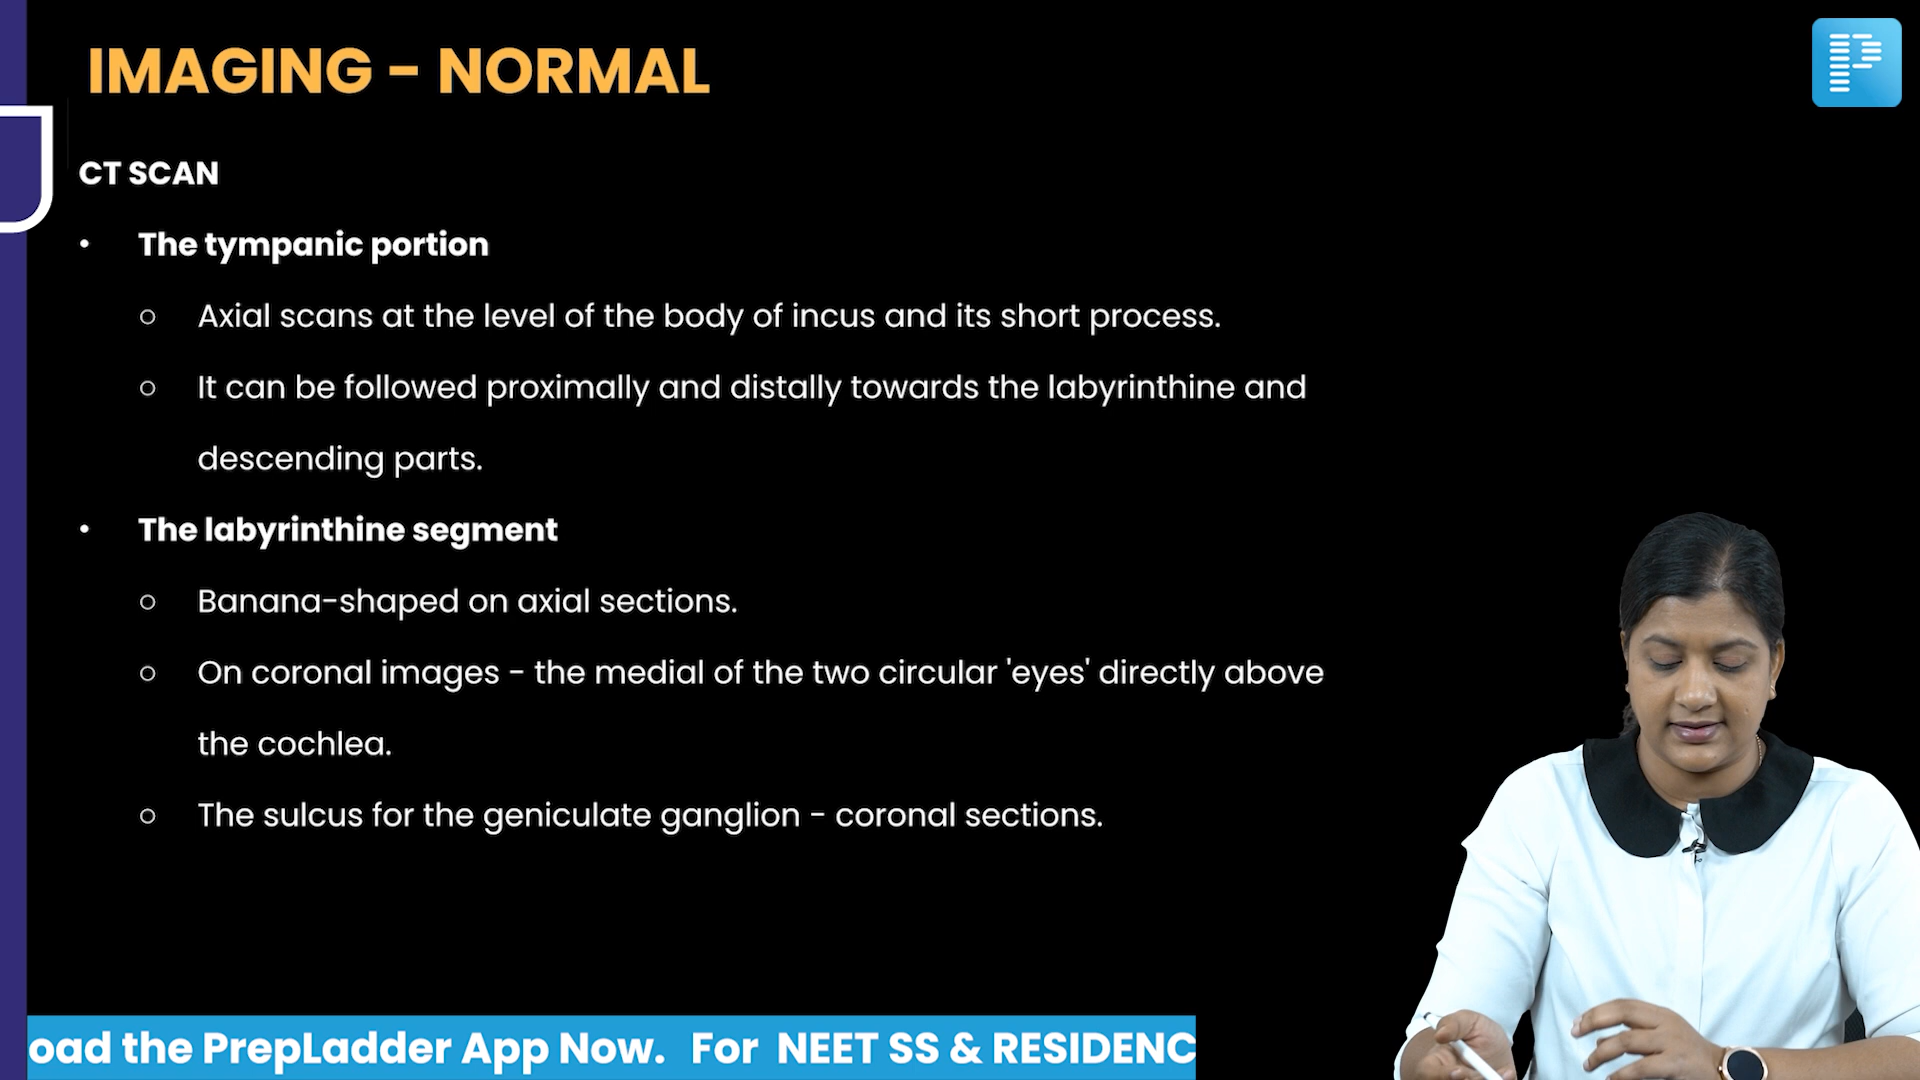 IMAGING - NORMAL
CT SCAN
• The tympanic portion
○ Axial scans at the level of the body of incus and its short process.
○ It can be followed proximally and distally towards the labyrinthine and
descending parts.
• The labyrinthine segment
○ Banana-shaped on axial sections.
○ On coronal images - the medial of the two circular 'eyes' directly above
the cochlea.
○ The sulcus for the geniculate ganglion - coronal sections.
oad the PrepLadder App Now. For NEET SS & RESIDENC